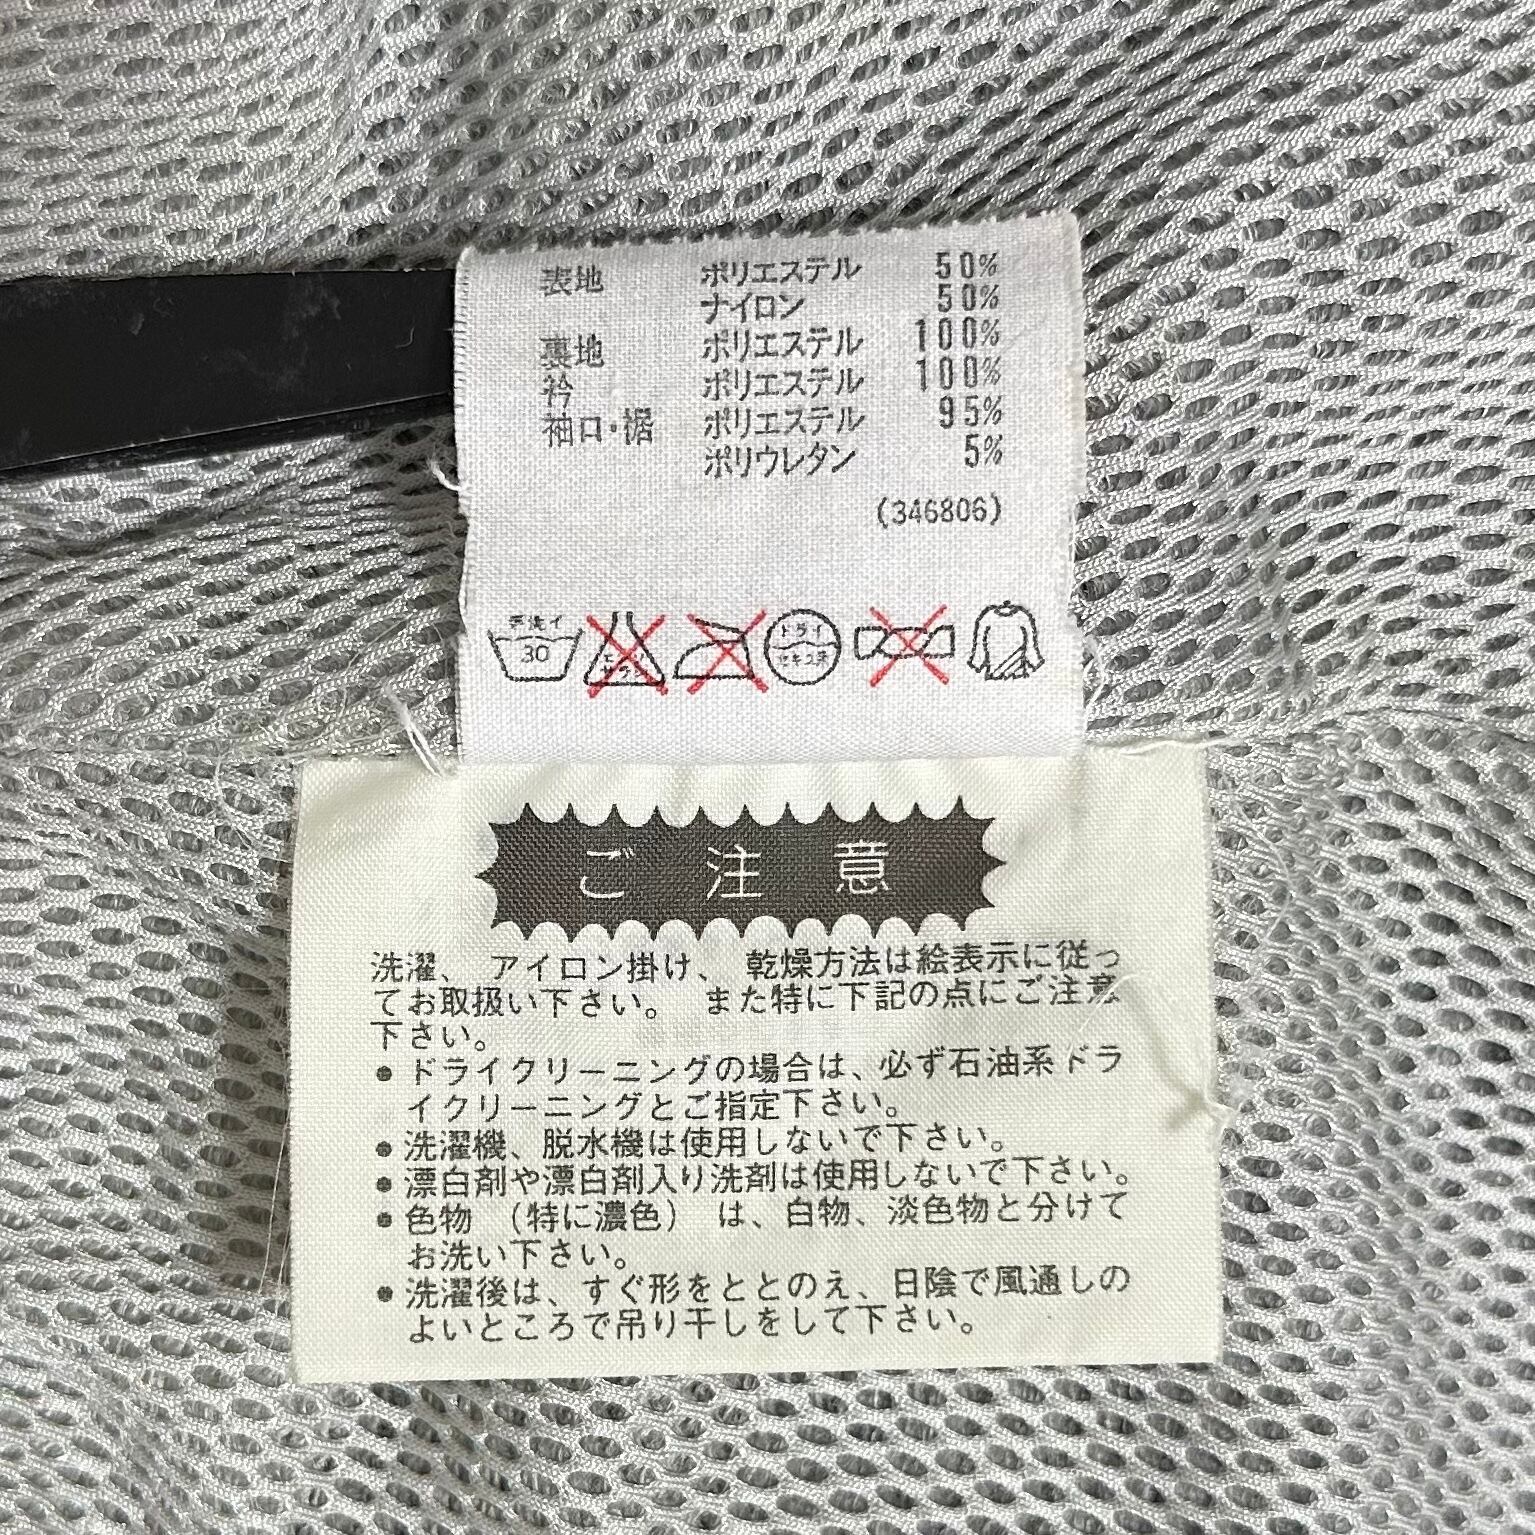 表地 ポリエステル 50%
ナイロン 50%
裏地 ポリエステル 100%
衿 ポリエステル 100%
袖口・裾 ポリエステル 95%
ポリウレタン 5%
(346806)
手洗イ
30
エンソ
サラシ
ドライ
セキユ系
ご注意
洗濯、 アイロン掛け、 乾燥方法は絵表示に従っ
てお取扱い下さい。 また特に下記の点にご注意
下さい。
● ドライクリーニングの場合は、必ず石油系ドラ
イクリーニングとご指定下さい。
● 洗濯機、脱水機は使用しないで下さい。
● 漂白剤や漂白剤入り洗剤は使用しないで下さい。
● 色物 (特に濃色) は、白物、淡色物と分けて
お洗い下さい。
● 洗濯後は、すぐ形をととのえ、日陰で風通しの
よいところで吊り干しをして下さい。